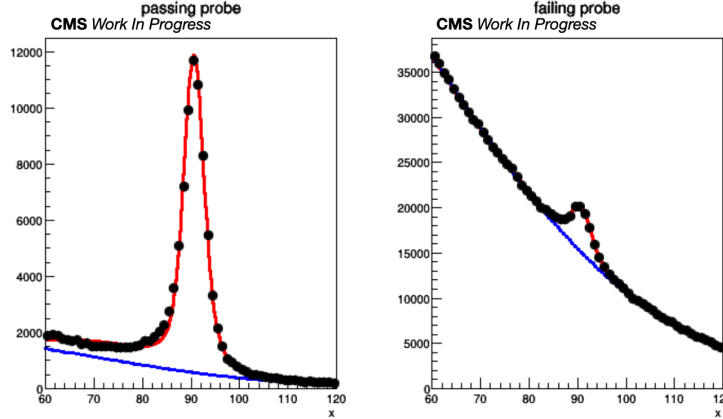 passing probe
CMS Work In Progress
12000
10000
8000
6000
4000
2000
0
60 70 80 90 100 110 120
x
failing probe
CMS Work In Progress
35000
30000
25000
20000
15000
10000
5000
0
60 70 80 90 100 110 12
x